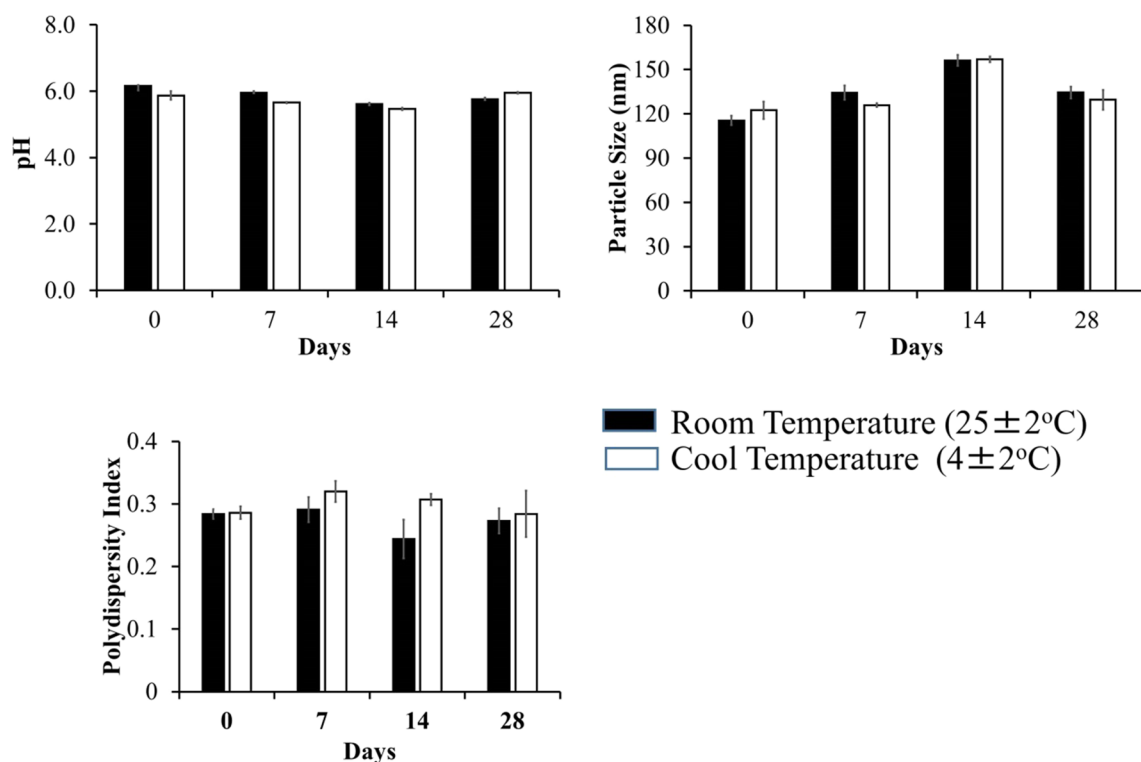 8.0
6.0
4.0
2.0
0.0
pH
0 7 14 28
Days
180
150
120
90
60
30
0
Particle Size (nm)
0 7 14 28
Days
Room Temperature (25±2°C)
Cool Temperature (4±2°C)
0.4
0.3
0.2
0.1
0
Polydispersity Index
0 7 14 28
Days